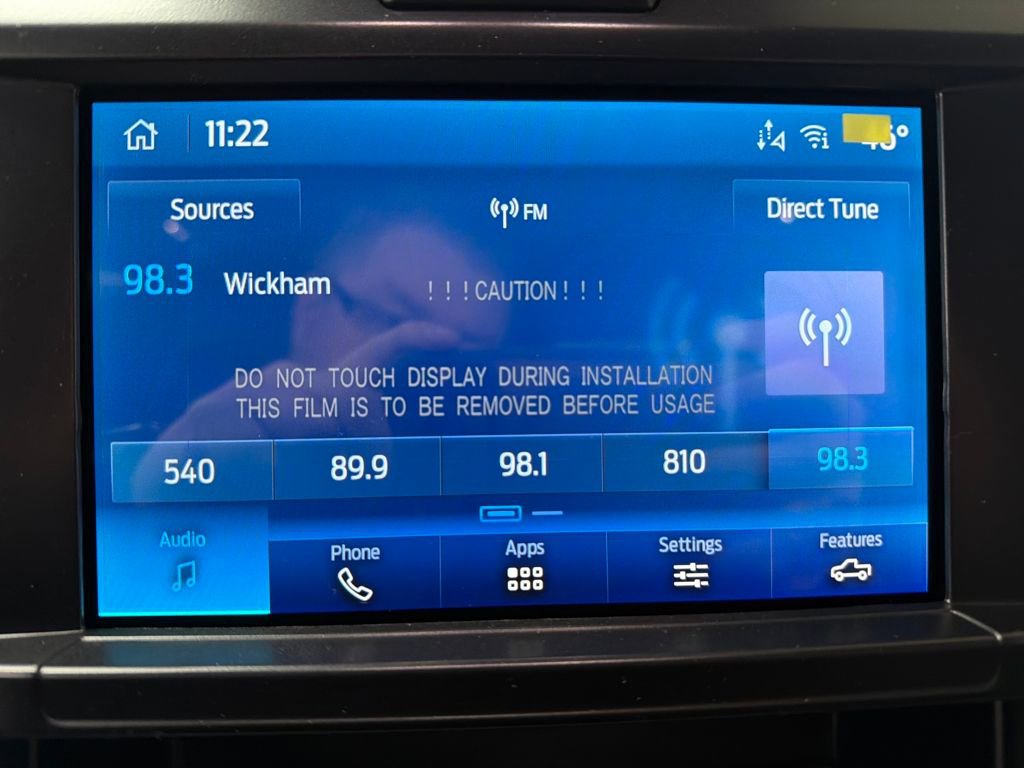 11:22
Sources
FM
Direct Tune
98.3
Wickham
!!!CAUTION!!!
DO NOT TOUCH DISPLAY DURING INSTALLATION
THIS FILM IS TO BE REMOVED BEFORE USAGE
540
89.9
98.1
810
98.3
Audio
Phone
Apps
Settings
Features